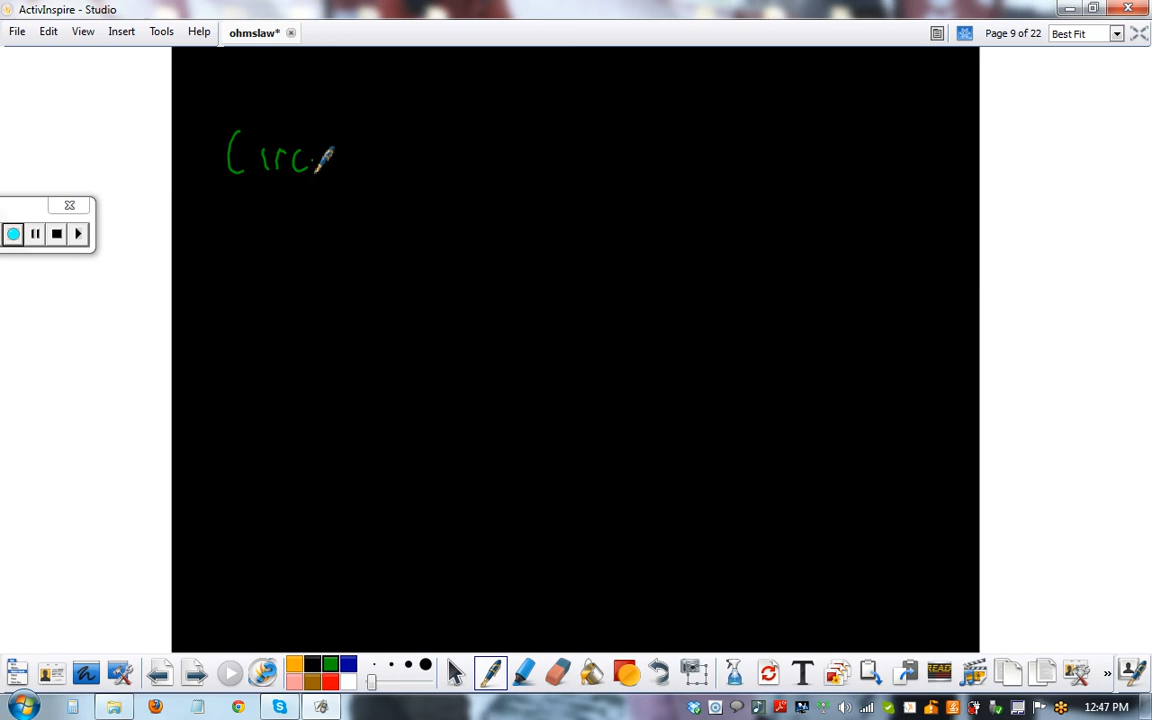 ActivInspire - Studio
File Edit View Insert Tools Help ohmslaw* Page 9 of 22 Best Fit
Circ
T READ »
12:47 PM